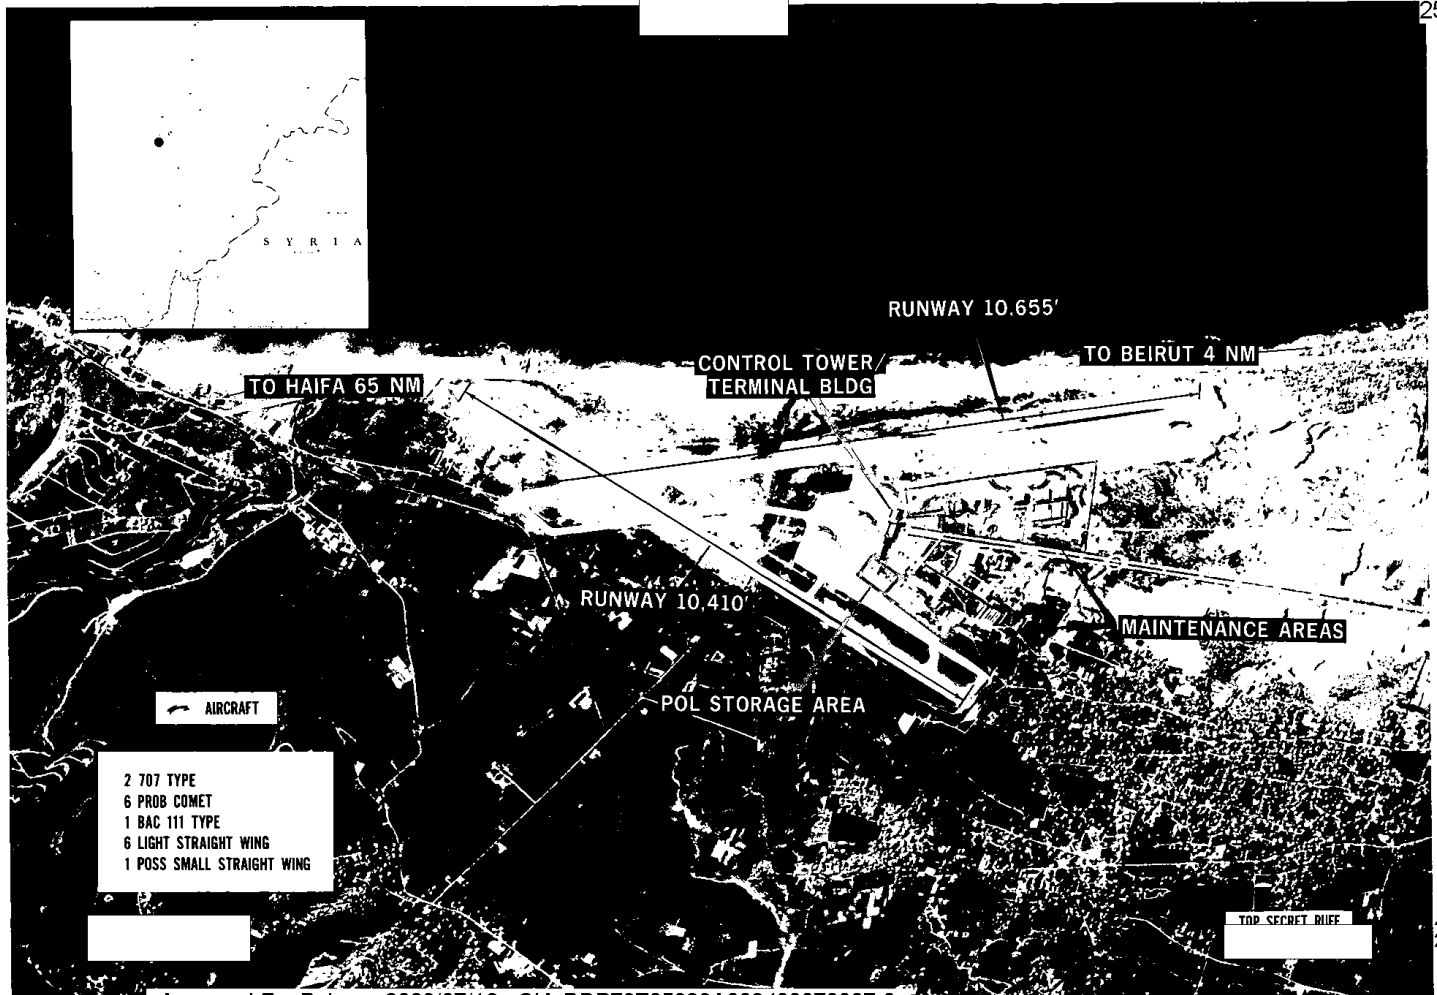 25
S Y R I A
RUNWAY 10.655'
CONTROL TOWER/
TERMINAL BLDG
TO BEIRUT 4 NM
TO HAIFA 65 NM
RUNWAY 10.410'
MAINTENANCE AREAS
POL STORAGE AREA
AIRCRAFT
2 707 TYPE
6 PROB COMET
1 BAC 111 TYPE
6 LIGHT STRAIGHT WING
1 POSS SMALL STRAIGHT WING
TOP SECRET RUFF